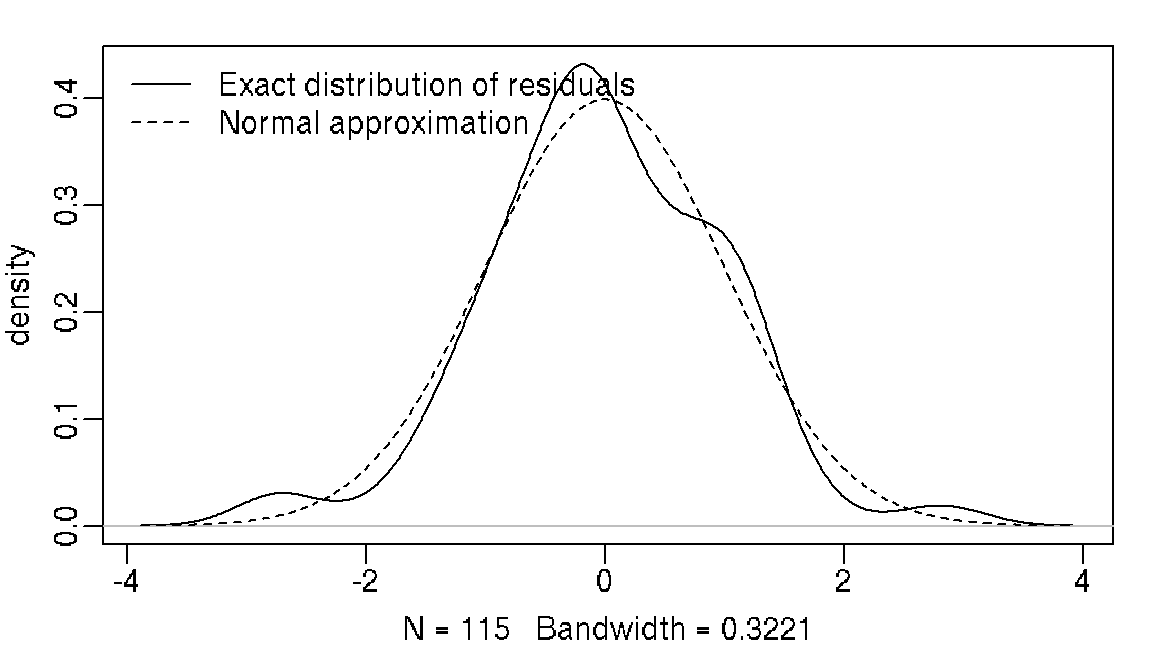 Exact distribution of residuals
Normal approximation
density
0.4
0.3
0.2
0.1
0.0
-4 -2 0 2 4
N = 115 Bandwidth = 0.3221